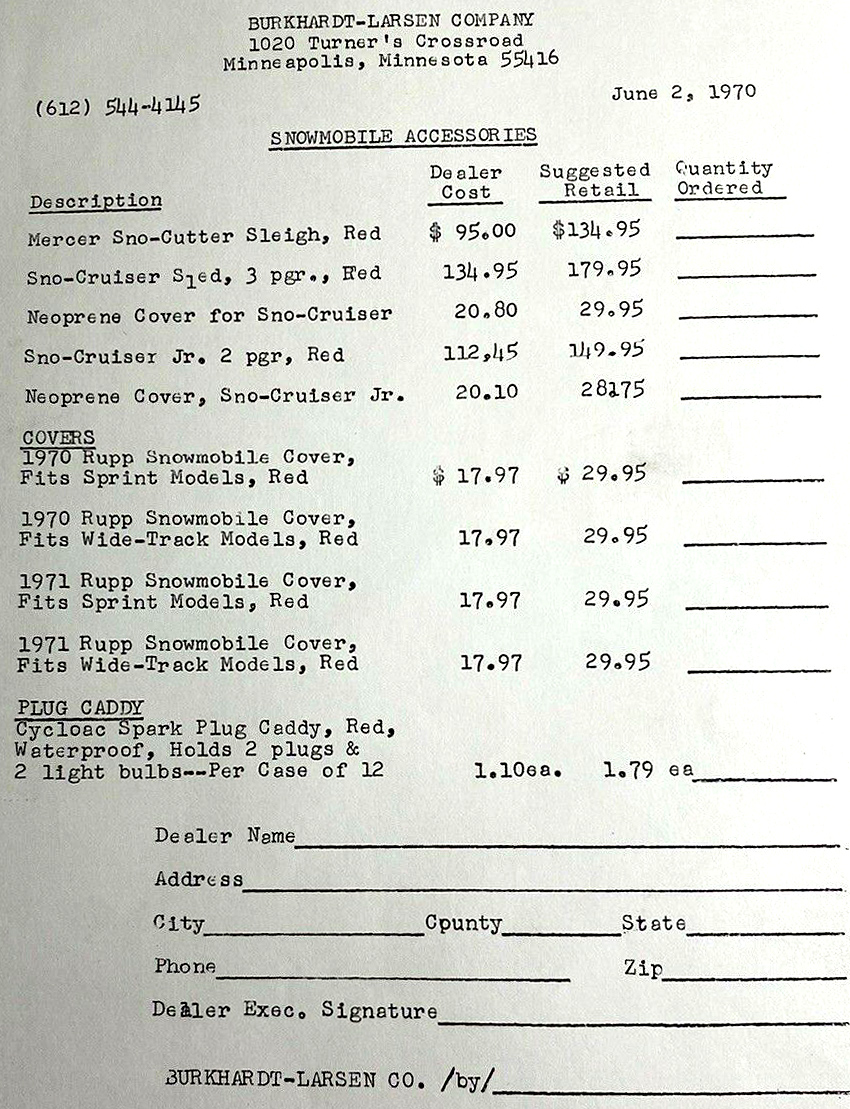 BURKHARDT-LARSEN COMPANY
1020 Turner's Crossroad
Minneapolis, Minnesota 55416
(612) 544-4145 June 2, 1970
SNOWMOBILE ACCESSORIES
Dealer Suggested Quantity
Description Cost Retail Ordered
Mercer Sno-Cutter Sleigh, Red $ 95.00 $134.95
Sno-Cruiser Sled, 3 pgr., Red 134.95 179.95
Neoprene Cover for Sno-Cruiser 20.80 29.95
Sno-Cruiser Jr. 2 pgr, Red 112,45 149.95
Neoprene Cover, Sno-Cruiser Jr. 20.10 28175
COVERS
1970 Rupp Snowmobile Cover,
Fits Sprint Models, Red $ 17.97 $ 29.95
1970 Rupp Snowmobile Cover,
Fits Wide-Track Models, Red 17.97 29.95
1971 Rupp Snowmobile Cover,
Fits Sprint Models, Red 17.97 29.95
1971 Rupp Snowmobile Cover,
Fits Wide-Track Models, Red 17.97 29.95
PLUG CADDY
Cycloac Spark Plug Caddy, Red,
Waterproof, Holds 2 plugs &
2 light bulbs--Per Case of 12 1.10ea. 1.79 ea
Dealer Name
Address
City Cpunty State
Phone Zip
Dealer Exec. Signature
BURKHARDT-LARSEN CO. /by/